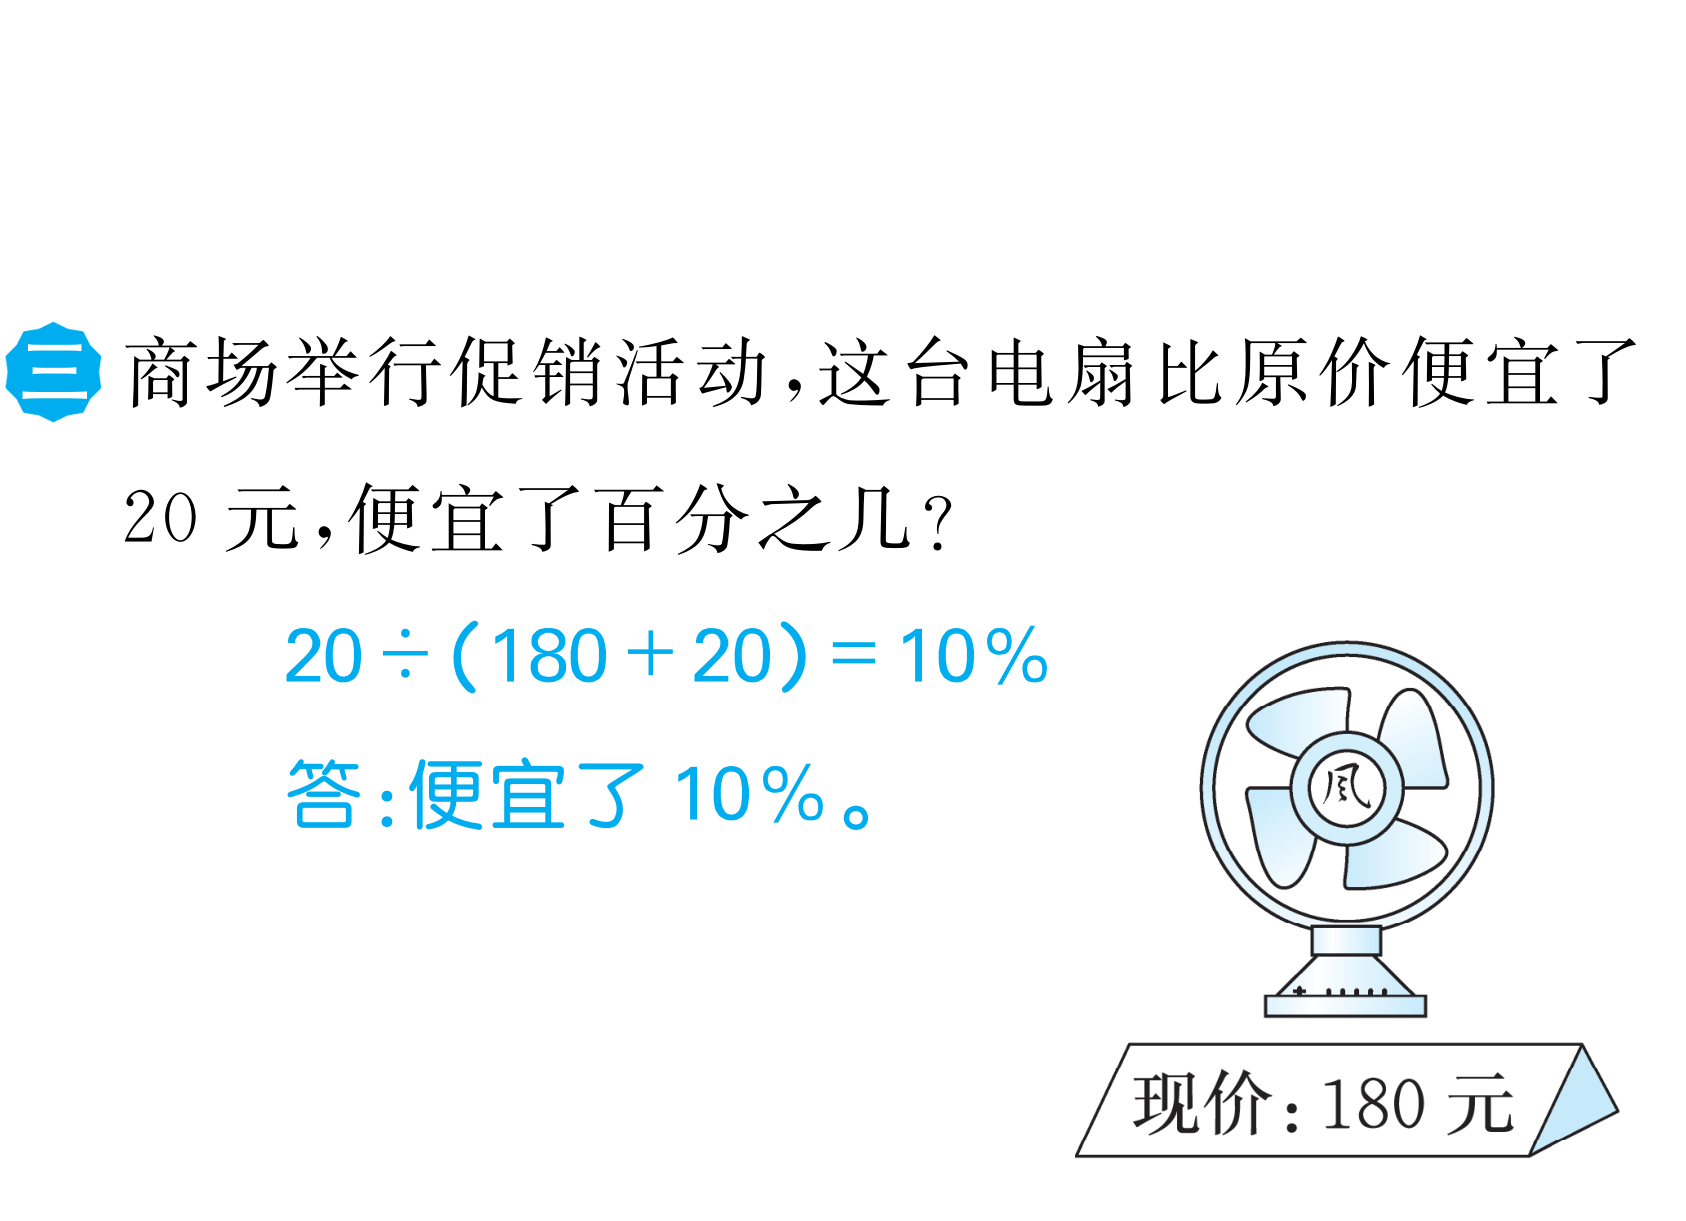 三 商场举行促销活动,这台电扇比原价便宜了
20 元,便宜了百分之几?
20÷(180+20)=10%
答:便宜了 10%。
風
现价:180 元